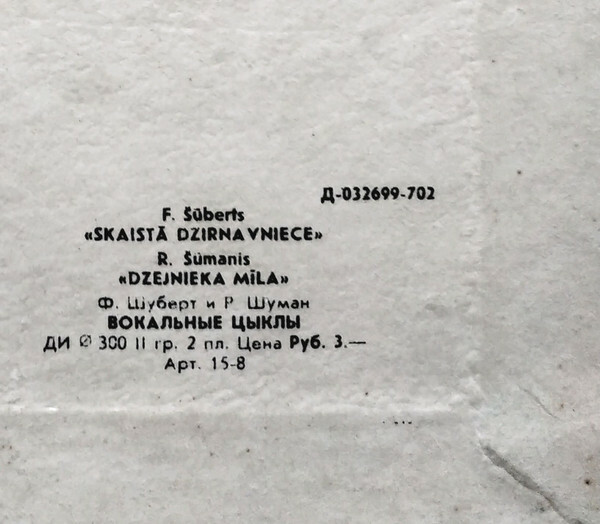 Д-032699-702
F. Šūberts
«SKAISTĀ DZIRNAVNIECE»
R. Šūmanis
«DZEJNIEKA MĪLA»
Ф. Шуберт и Р. Шуман
ВОКАЛЬНЫЕ ЦЫКЛЫ
ДИ ∅ 300 II гр. 2 пл. Цена Руб. 3.—
Арт. 15-8